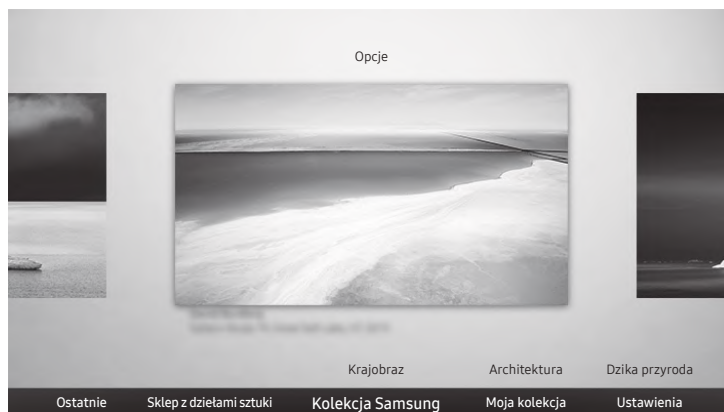 Opcje
Krajobraz Architektura Dzika przyroda
Ostatnie Sklep z dziełami sztuki Kolekcja Samsung Moja kolekcja Ustawienia